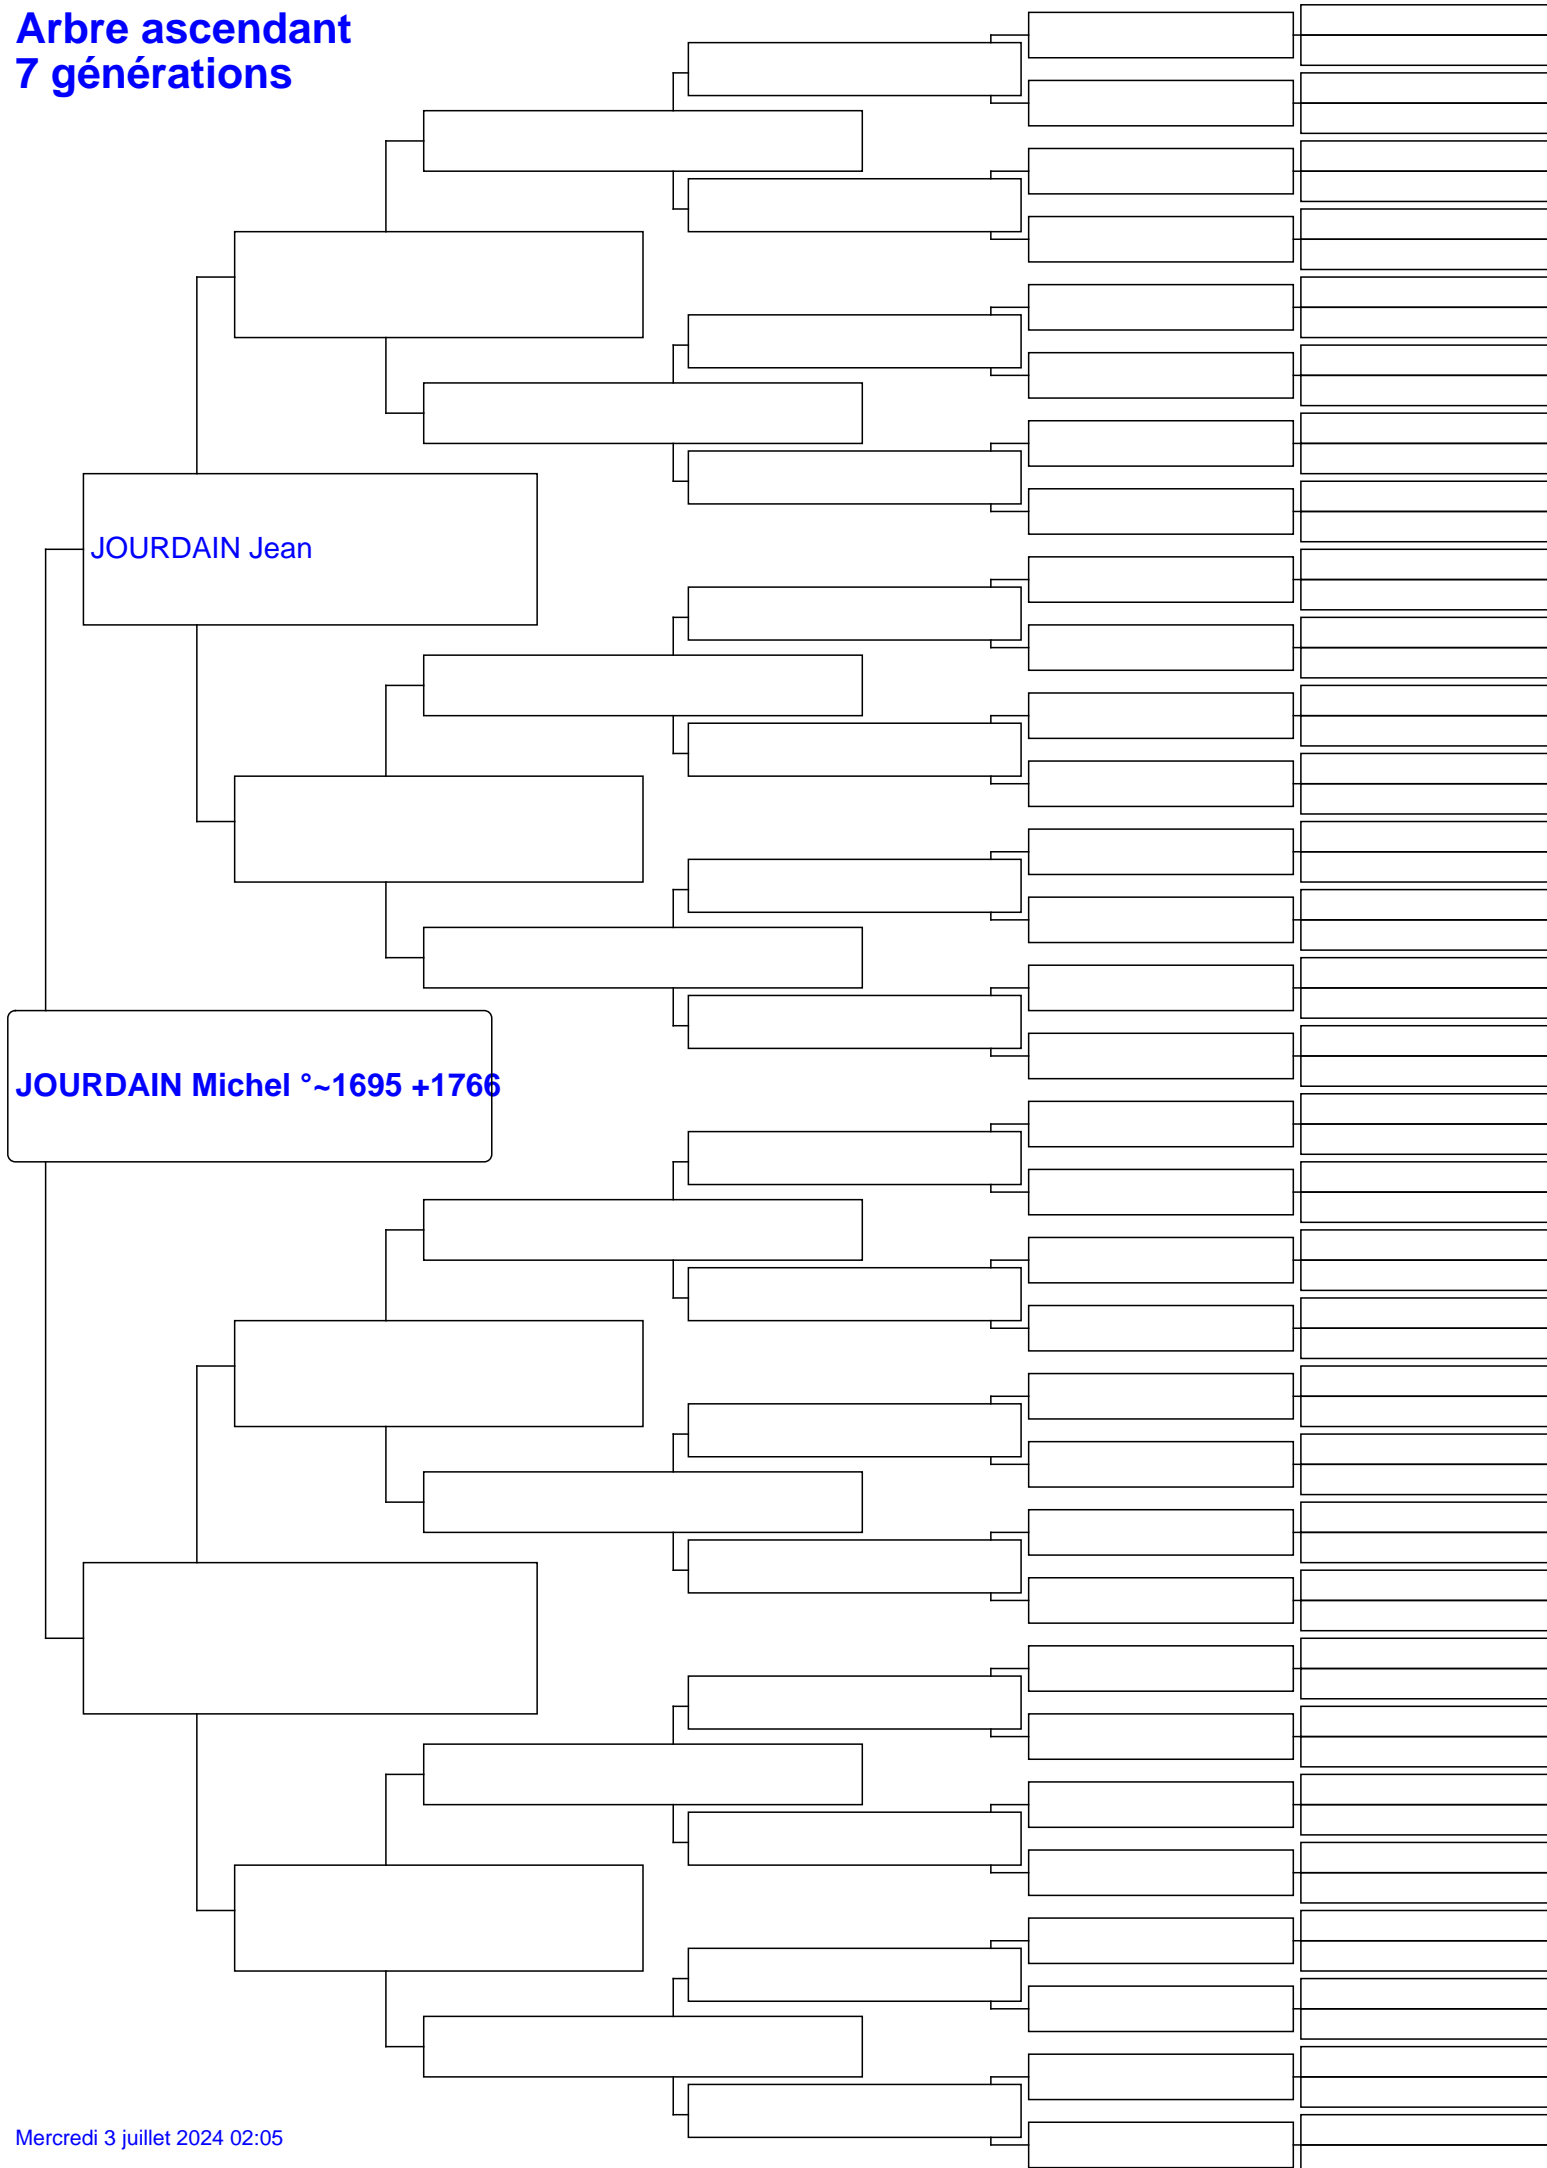 Arbre ascendant
7 générations
JOURDAIN Jean
JOURDAIN Michel °~1695 +1766
Mercredi 3 juillet 2024 02:05